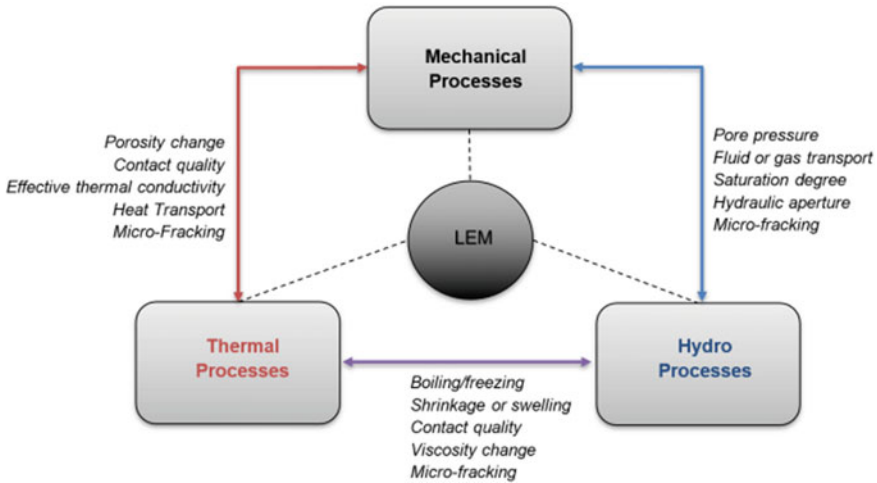 Mechanical
Processes
Porosity change
Contact quality
Effective thermal conductivity
Heat Transport
Micro-Fracking
Pore pressure
Fluid or gas transport
Saturation degree
Hydraulic aperture
Micro-fracking
LEM
Thermal
Processes
Hydro
Processes
Boiling/freezing
Shrinkage or swelling
Contact quality
Viscosity change
Micro-fracking